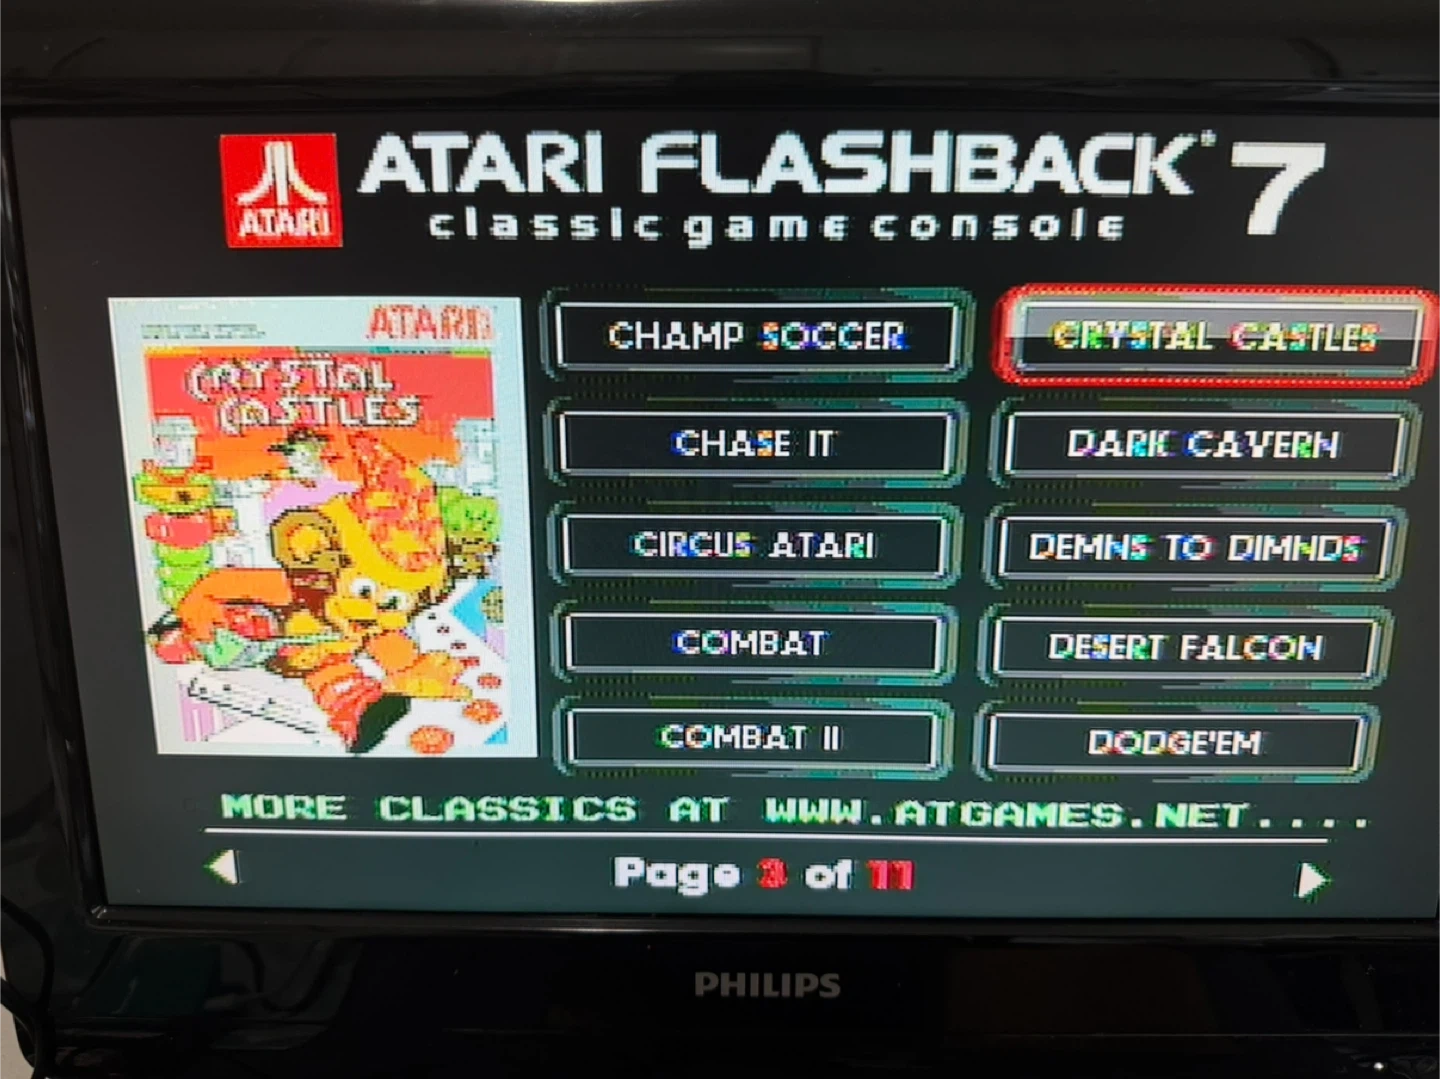 ATARI
ATARI FLASHBACK® 7
classic game console
ATARI
CRYSTAL
CASTLES
CHAMP SOCCER
CHASE IT
CIRCUS ATARI
COMBAT
COMBAT II
CRYSTAL CASTLES
DARK CAVERN
DEMNS TO DIMNDS
DESERT FALCON
DODGE'EM
MORE CLASSICS AT WWW.ATGAMES.NET....
Page 3 of 11
PHILIPS